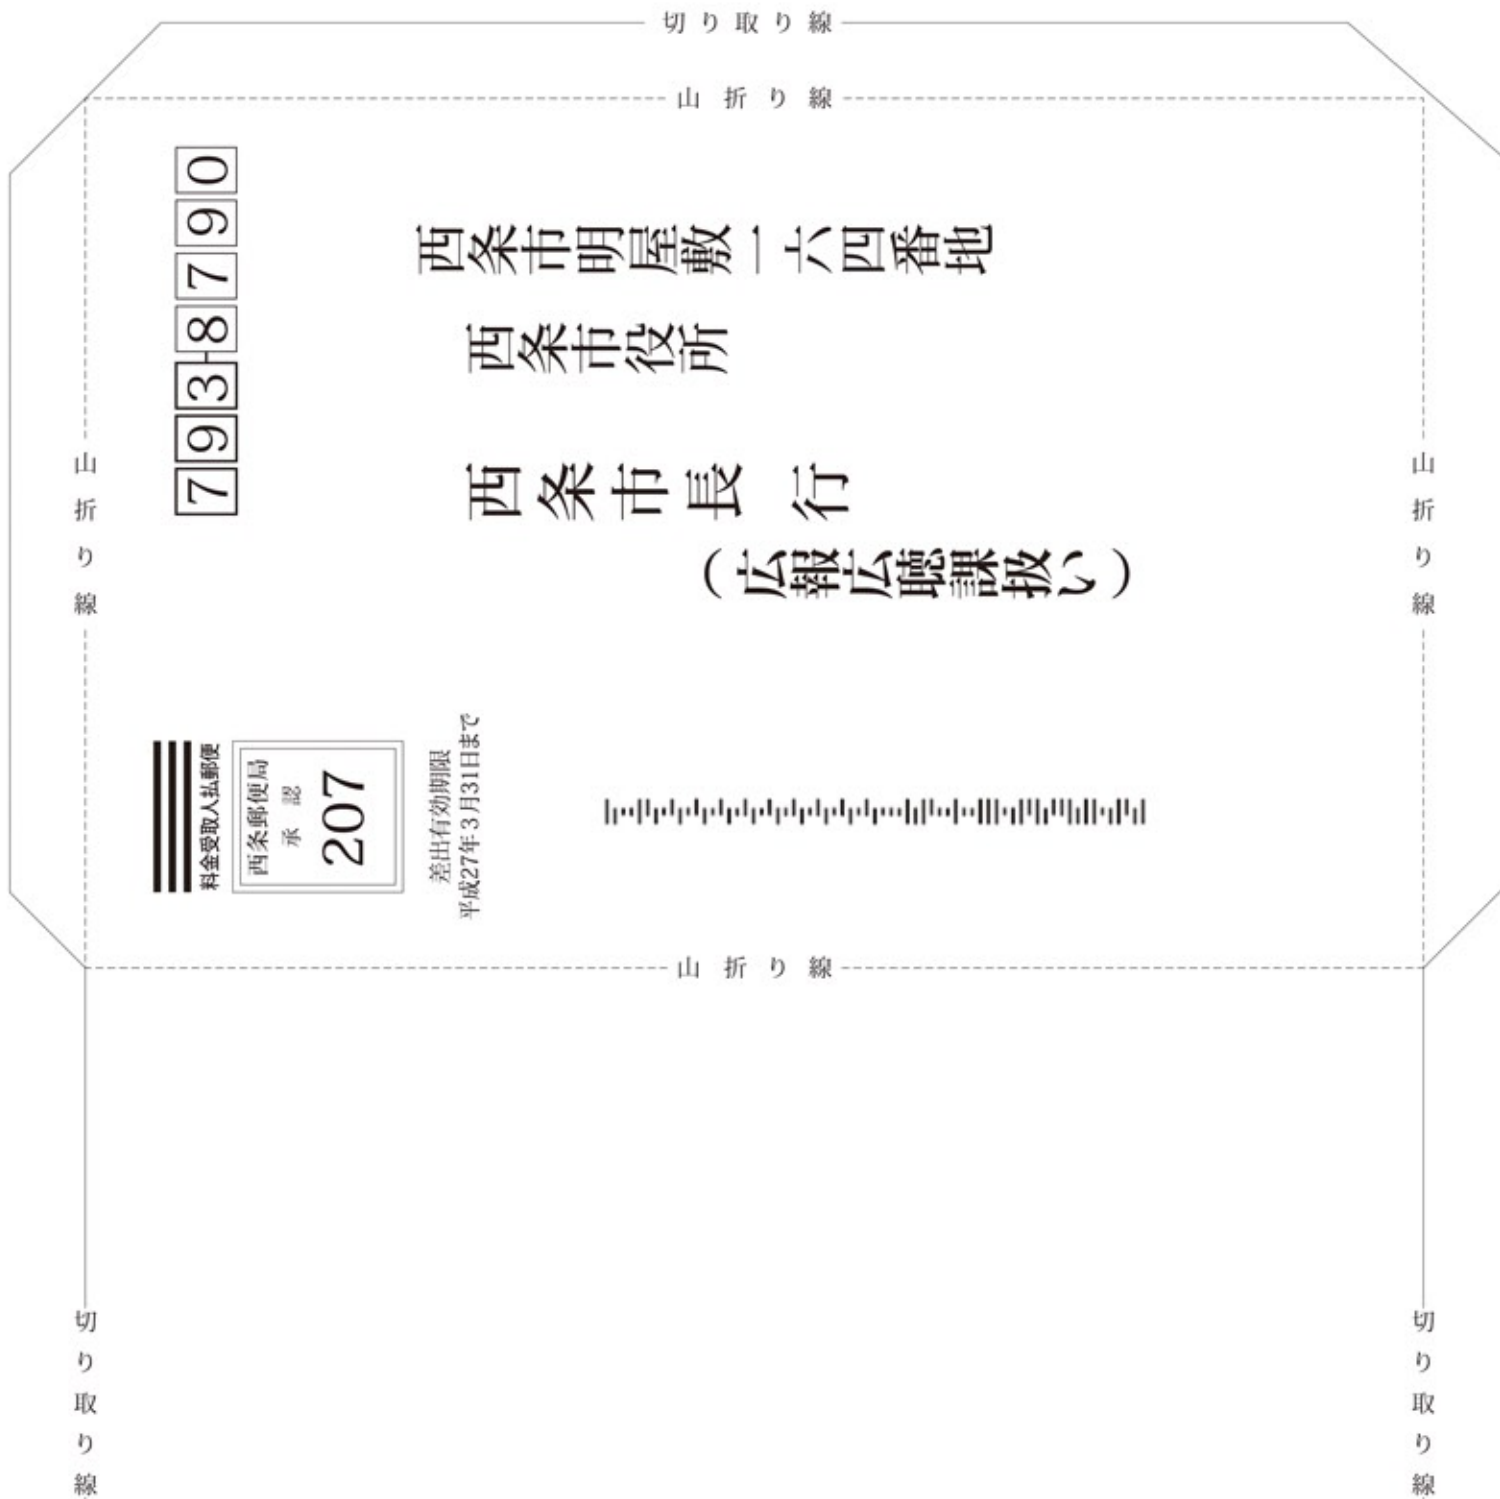 切り取り線
山折り線
793-8790
西条市明屋敷一六四番地
西条市役所
西条市長 行
(広報広聴課扱い)
山折り線
山折り線
料金受取人払郵便
西条郵便局
承認
207
差出有効期限
平成27年3月31日まで
山折り線
切り取り線
切り取り線